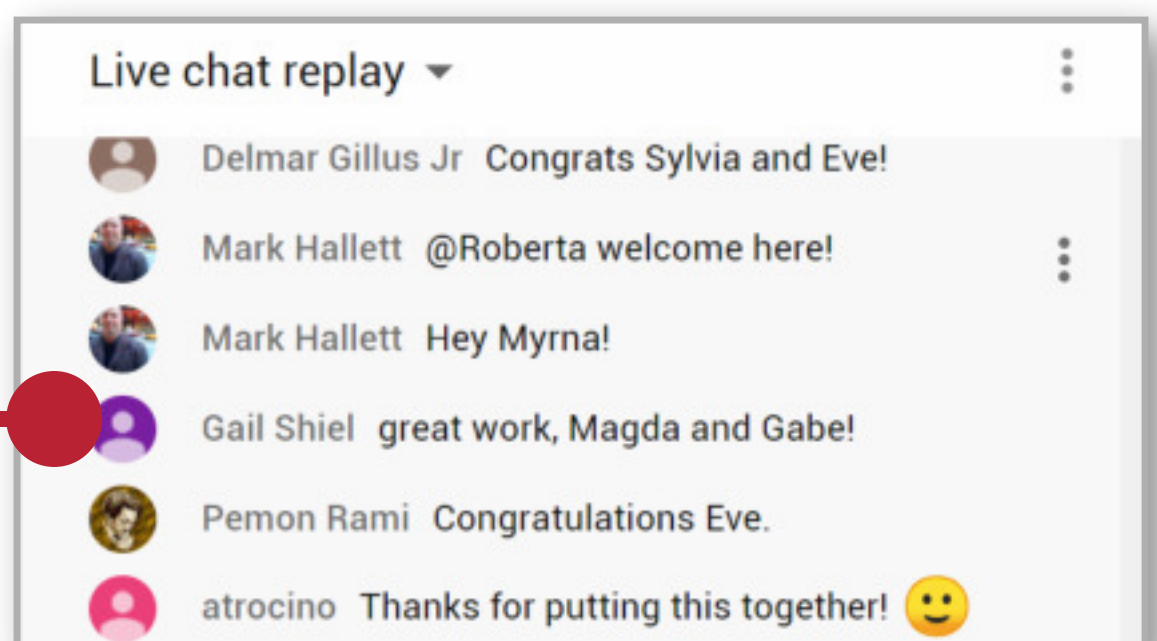 Live chat replay
Delmar Gillus Jr Congrats Sylvia and Eve!
Mark Hallett @Roberta welcome here!
Mark Hallett Hey Myrna!
Gail Shiel great work, Magda and Gabe!
Pemon Rami Congratulations Eve.
atrocino Thanks for putting this together! 🙂